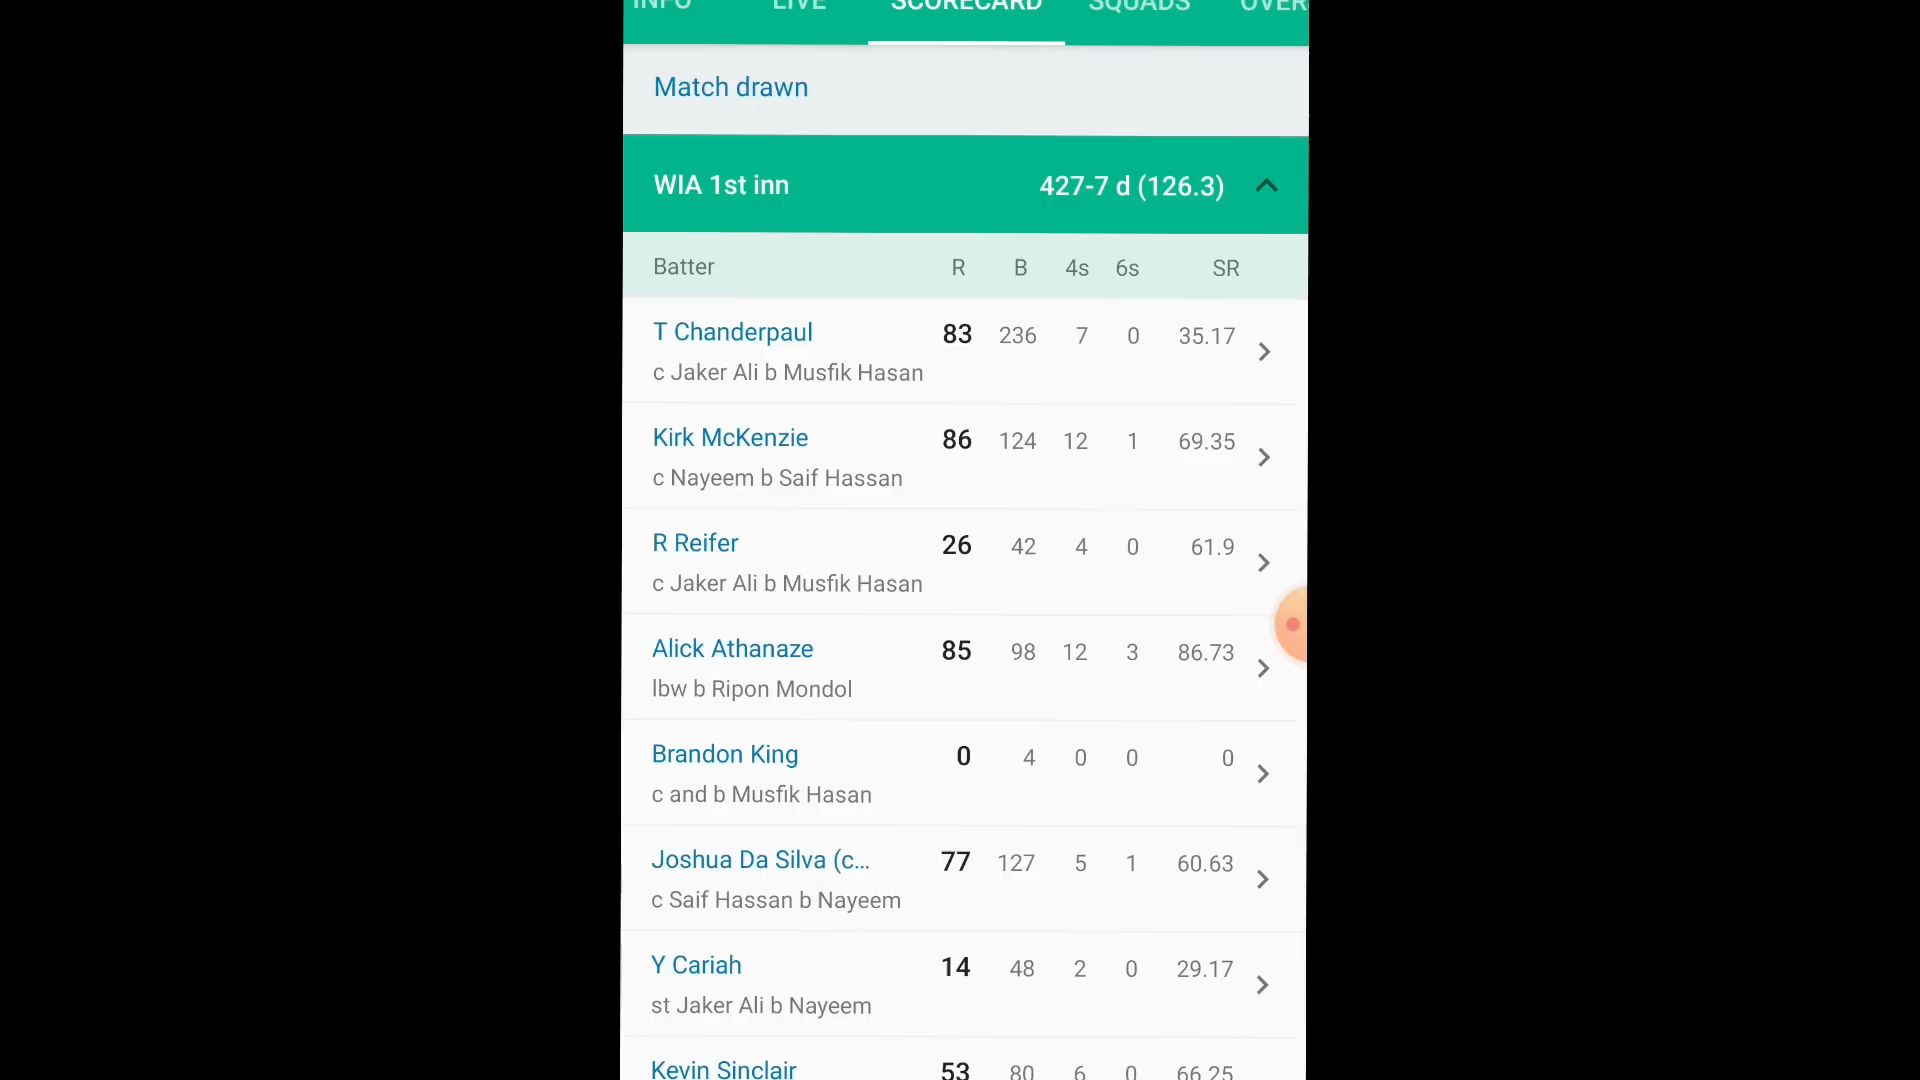 INFO LIVE SCORECARD SQUADS OVER
Match drawn
WIA 1st inn 427-7 d (126.3)
Batter R B 4s 6s SR
T Chanderpaul 83 236 7 0 35.17
c Jaker Ali b Musfik Hasan
Kirk McKenzie 86 124 12 1 69.35
c Nayeem b Saif Hassan
R Reifer 26 42 4 0 61.9
c Jaker Ali b Musfik Hasan
Alick Athanaze 85 98 12 3 86.73
lbw b Ripon Mondol
Brandon King 0 4 0 0 0
c and b Musfik Hasan
Joshua Da Silva (c... 77 127 5 1 60.63
c Saif Hassan b Nayeem
Y Cariah 14 48 2 0 29.17
st Jaker Ali b Nayeem
Kevin Sinclair 53 80 6 0 66.25